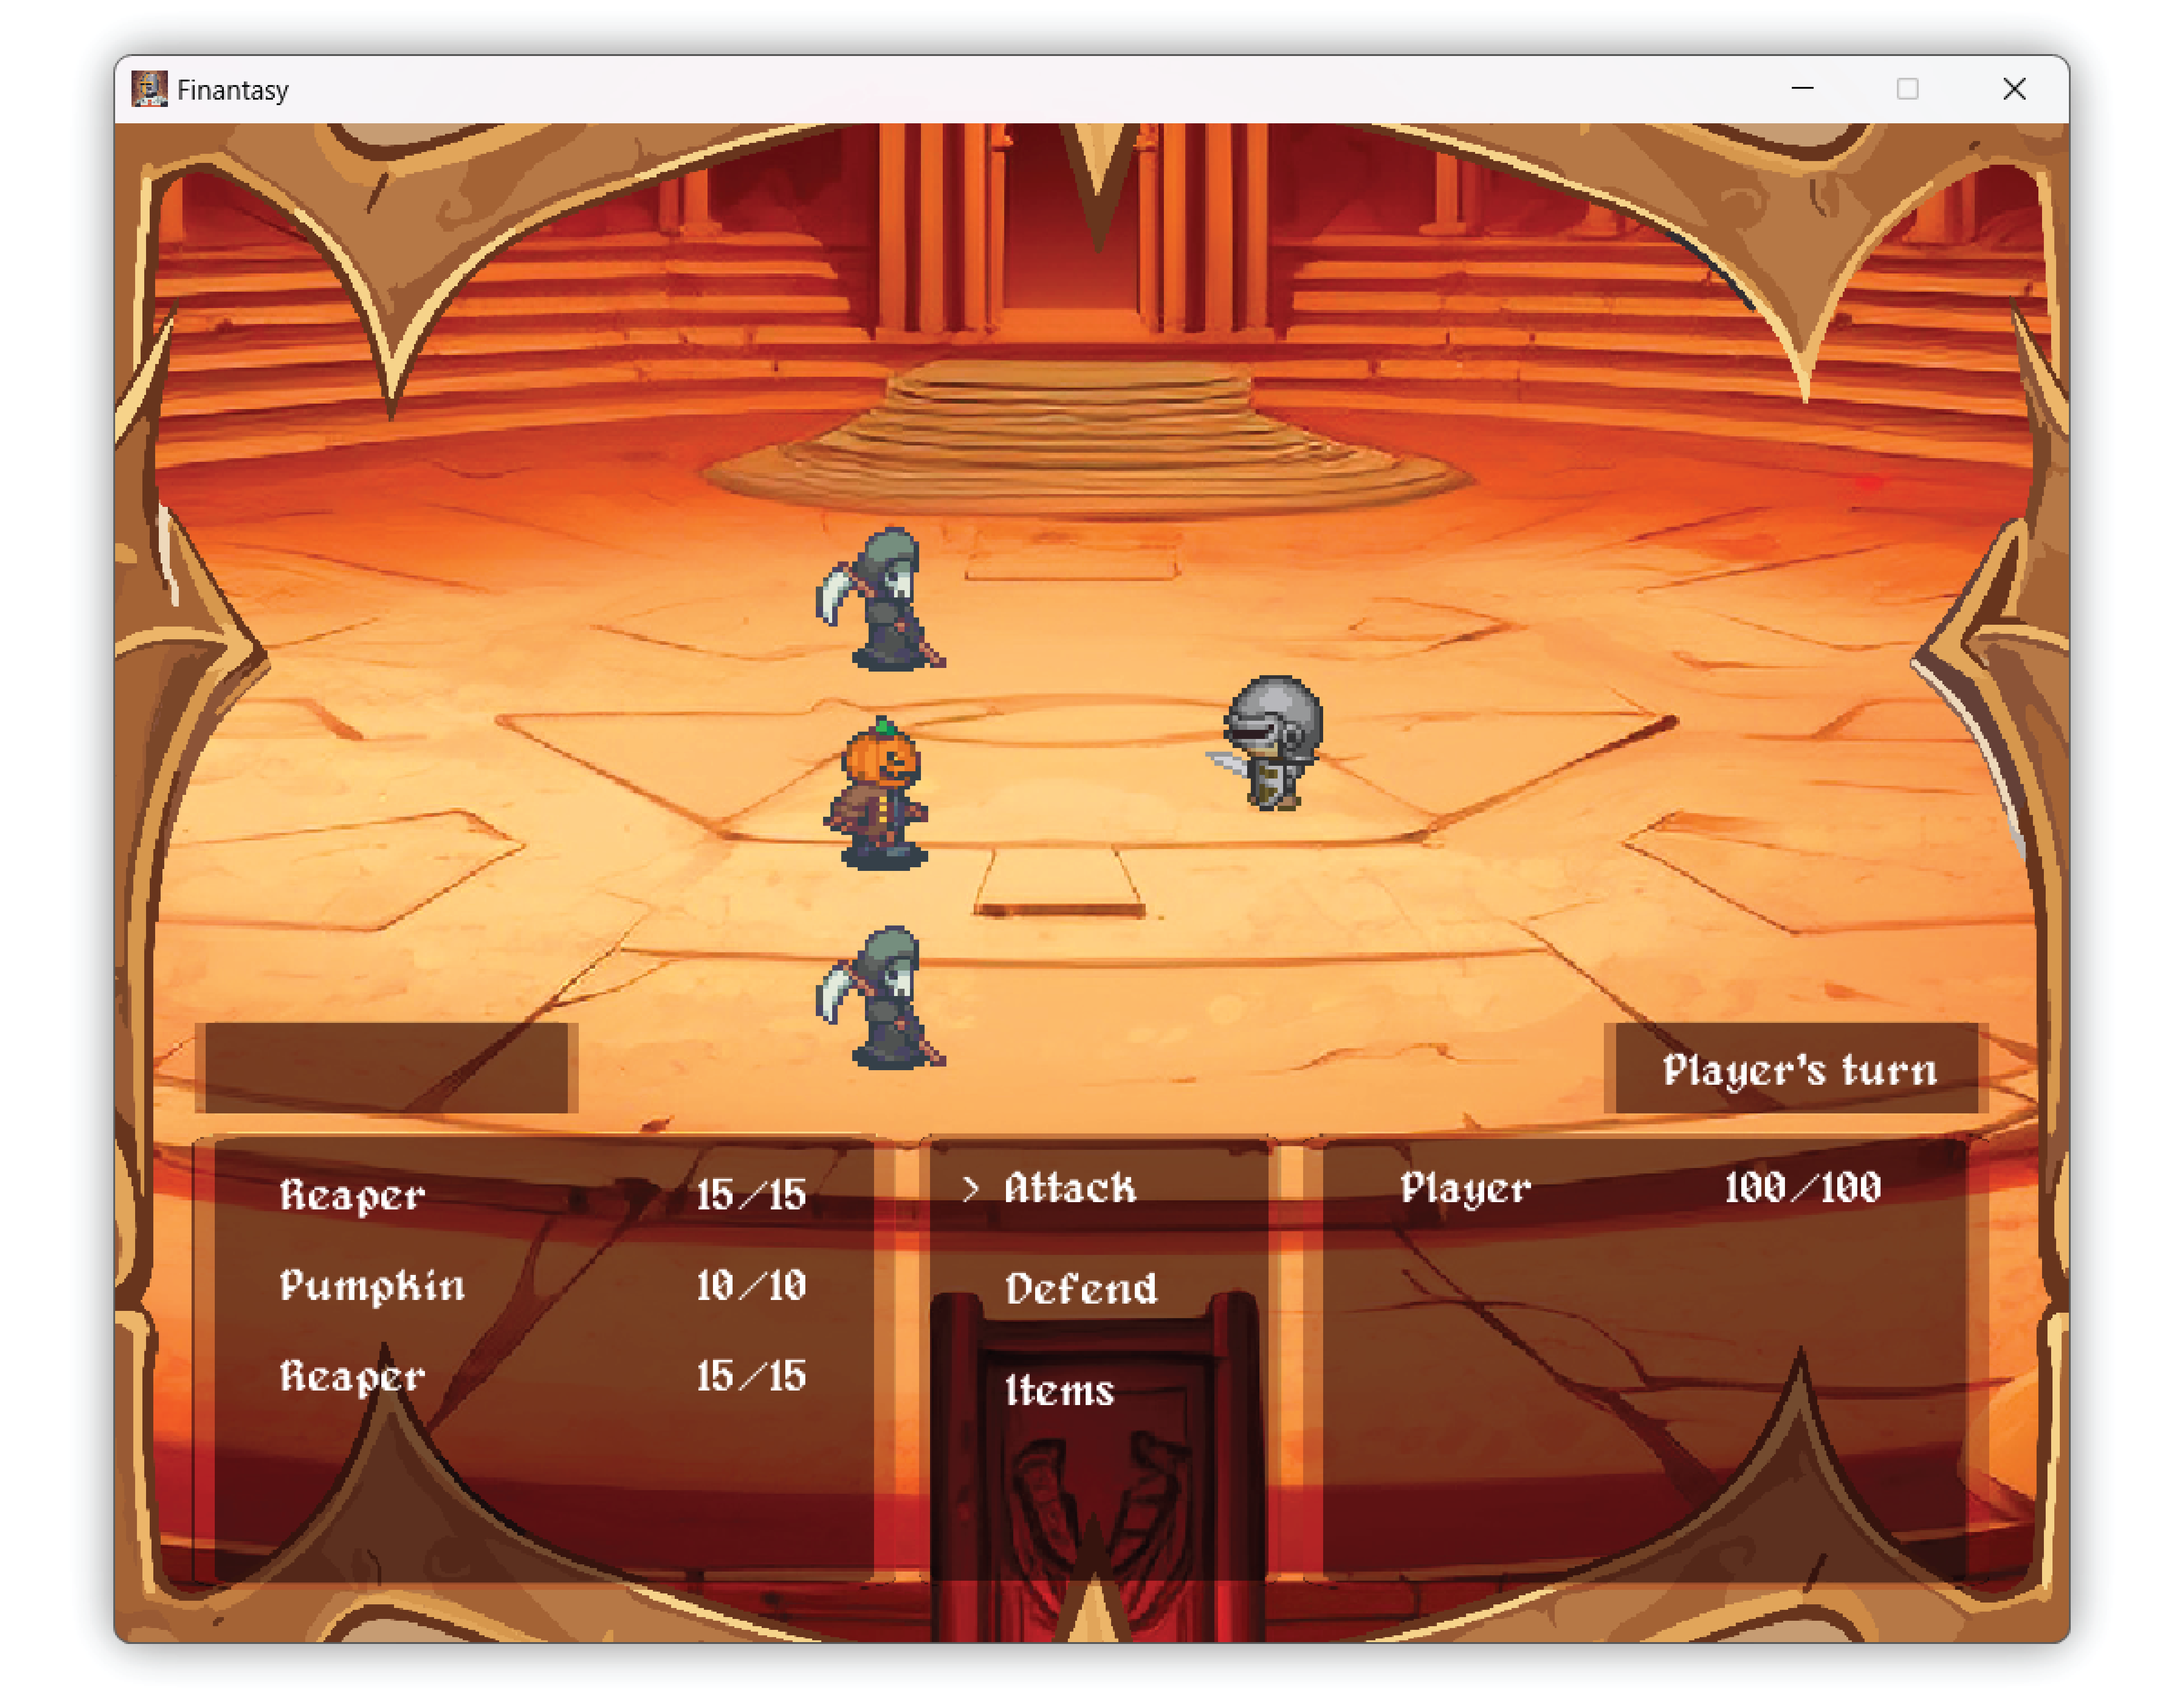 Finantasy
Player's turn
Reaper 15/15
Pumpkin 10/10
Reaper 15/15
> Attack
Defend
Items
Player 100/100